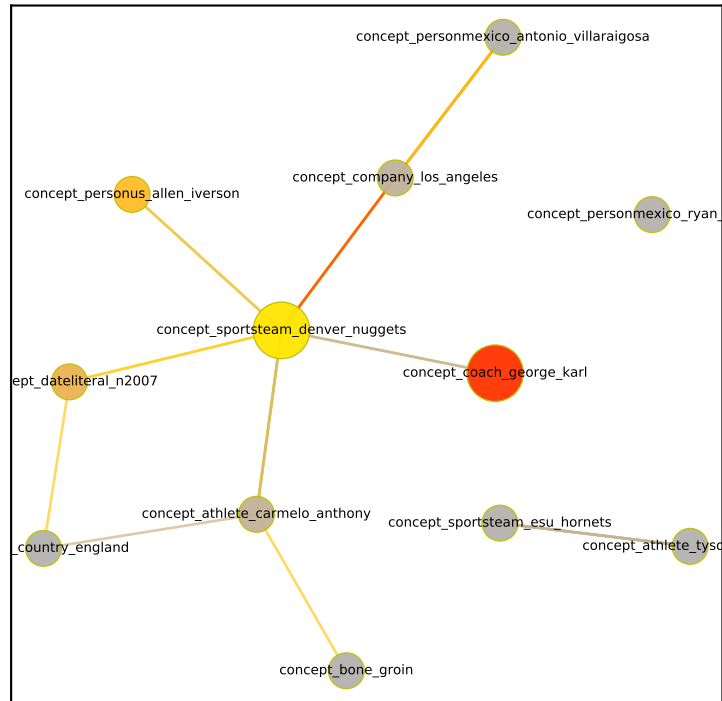 concept_personmexico_antonio_villaraigosa
concept_company_los_angeles
concept_personus_allen_iverson
concept_personmexico_ryan_
concept_sportsteam_denver_nuggets
concept_coach_george_karl
ept_dateliteral_n2007
concept_athlete_carmelo_anthony
concept_sportsteam_esu_hornets
_country_england
concept_athlete_tyso
concept_bone_groin